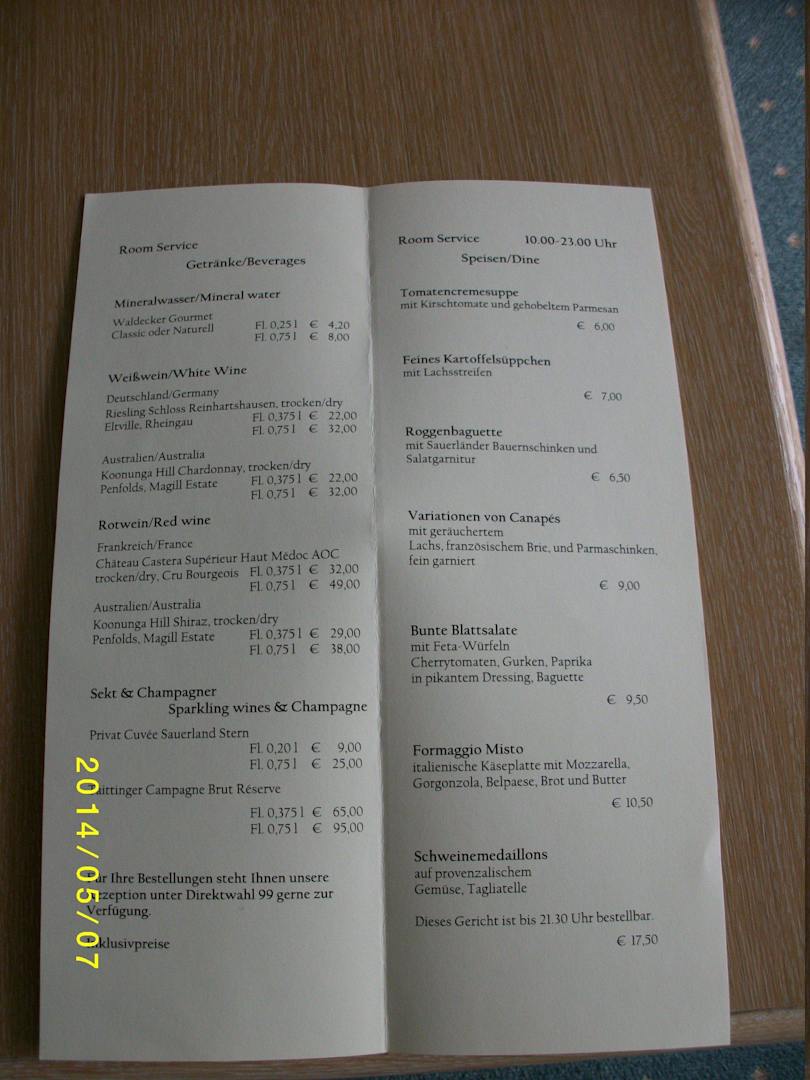 Room Service
Getränke/Beverages
Mineralwasser/Mineral water
Waldecker Gourmet
Classic oder Naturell
Fl. 0,25 l € 4,20
Fl. 0,75 l € 8,00
Weißwein/White Wine
Deutschland/Germany
Riesling Schloss Reinhartshausen, trocken/dry
Eltville, Rheingau
Fl. 0,375 l € 22,00
Fl. 0,75 l € 32,00
Australien/Australia
Koonunga Hill Chardonnay, trocken/dry
Penfolds, Magill Estate
Fl. 0,375 l € 22,00
Fl. 0,75 l € 32,00
Rotwein/Red wine
Frankreich/France
Château Castera Supérieur Haut Médoc AOC
trocken/dry, Cru Bourgeois Fl. 0,375 l € 32,00
Fl. 0,75 l € 49,00
Australien/Australia
Koonunga Hill Shiraz, trocken/dry
Penfolds, Magill Estate
Fl. 0,375 l € 29,00
Fl. 0,75 l € 38,00
Sekt & Champagner
Sparkling wines & Champagne
Privat Cuvée Sauerland Stern
Fl. 0,20 l € 9,00
Fl. 0,75 l € 25,00
Taittinger Campagne Brut Réserve
Fl. 0,375 l € 65,00
Fl. 0,75 l € 95,00
Für Ihre Bestellungen steht Ihnen unsere
Rezeption unter Direktwahl 99 gerne zur
Verfügung.
Inklusivpreise
Room Service 10.00-23.00 Uhr
Speisen/Dine
Tomatencremesuppe
mit Kirschtomate und gehobeltem Parmesan
€ 6,00
Feines Kartoffelsüppchen
mit Lachsstreifen
€ 7,00
Roggenbaguette
mit Sauerländer Bauernschinken und
Salatgarnitur
€ 6,50
Variationen von Canapés
mit geräuchertem
Lachs, französischem Brie, und Parmaschinken,
fein garniert
€ 9,00
Bunte Blattsalate
mit Feta-Würfeln
Cherrytomaten, Gurken, Paprika
in pikantem Dressing, Baguette
€ 9,50
Formaggio Misto
italienische Käseplatte mit Mozzarella,
Gorgonzola, Belpaese, Brot und Butter
€ 10,50
Schweinemedaillons
auf provenzalischem
Gemüse, Tagliatelle
Dieses Gericht ist bis 21.30 Uhr bestellbar.
€ 17,50
2014/05/07